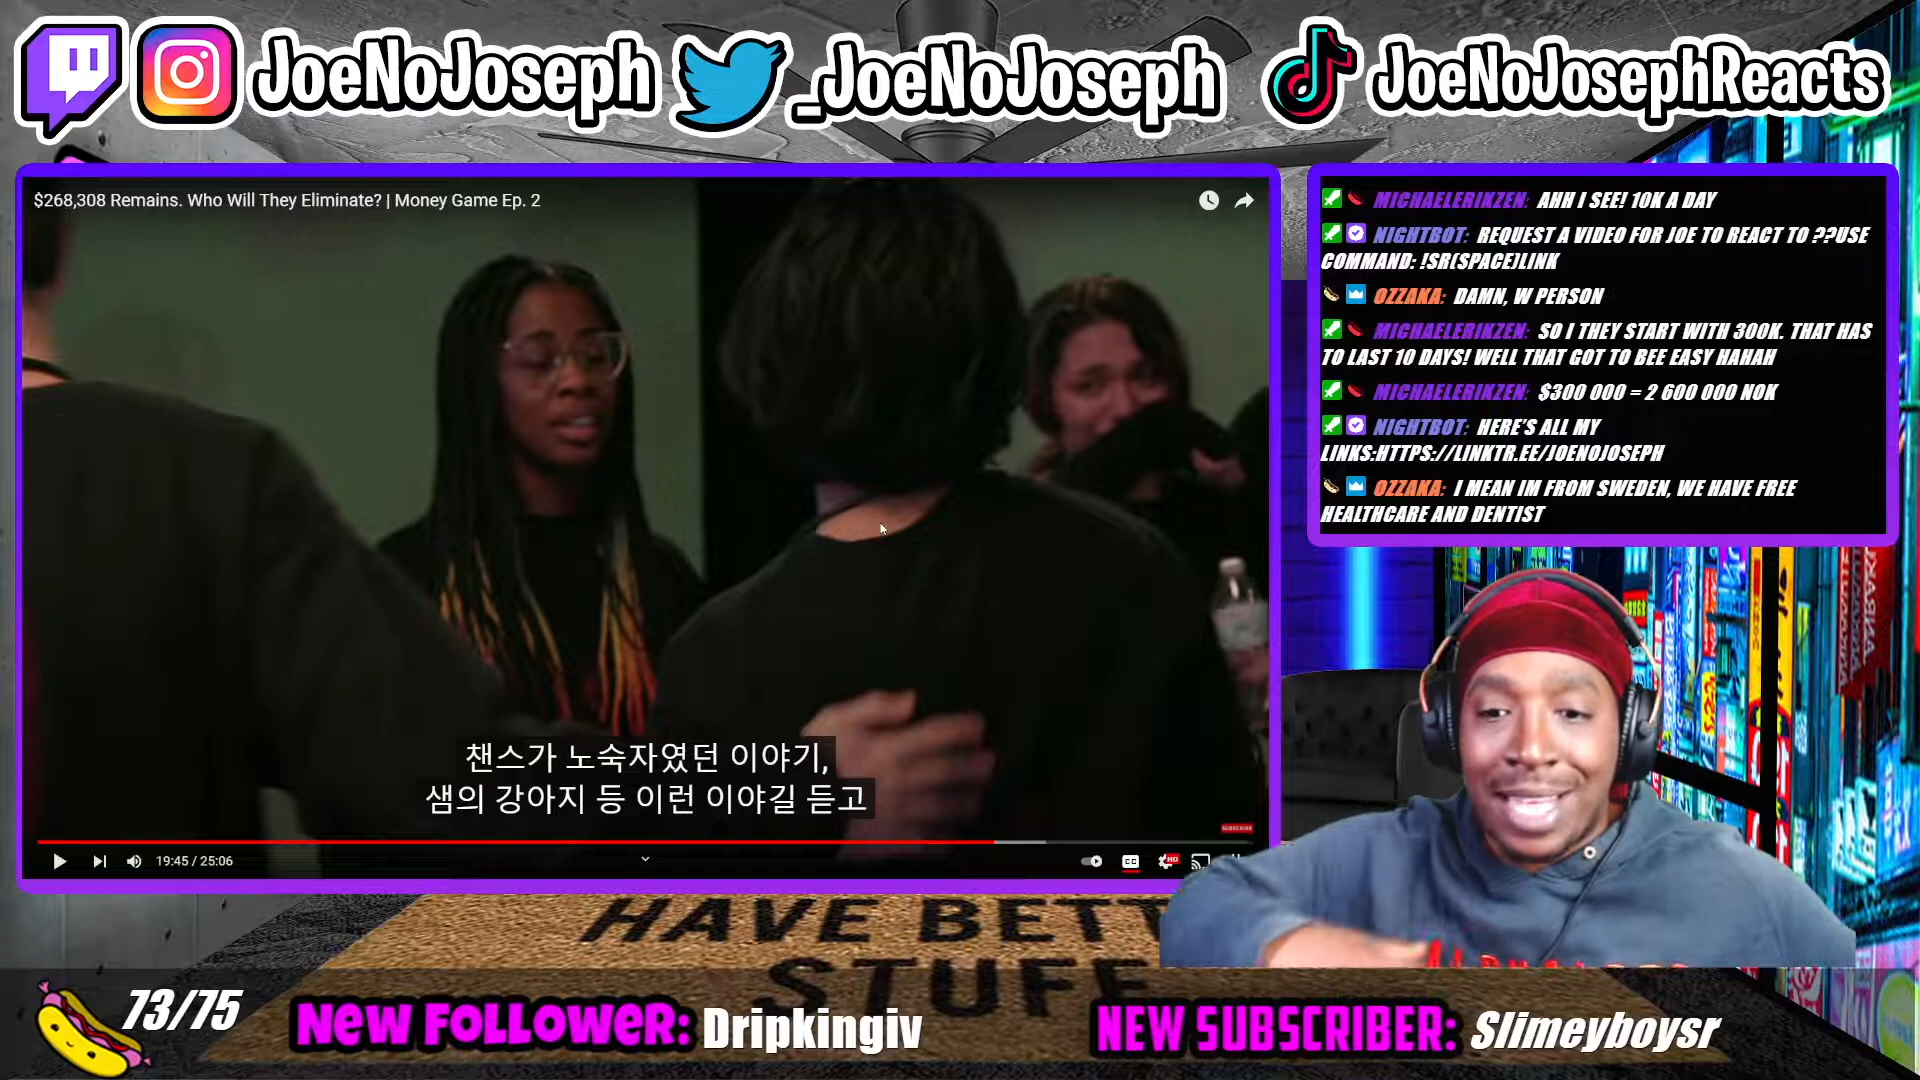 JoeNoJoseph
_JoeNoJoseph
JoeNoJosephReacts
$268,308 Remains. Who Will They Eliminate? | Money Game Ep. 2
챈스가 노숙자였던 이야기,
샘의 강아지 등 이런 이야길 듣고
SUBSCRIBE
19:45 / 25:06
CC
HD
MICHAELERIKZEN: AHH I SEE! 10K A DAY
NIGHTBOT: REQUEST A VIDEO FOR JOE TO REACT TO ??USE
COMMAND: !SR(SPACE)LINK
OZZAKA: DAMN, W PERSON
MICHAELERIKZEN: SO I THEY START WITH 300K. THAT HAS
TO LAST 10 DAYS! WELL THAT GOT TO BEE EASY HAHAH
MICHAELERIKZEN: $300 000 = 2 600 000 NOK
NIGHTBOT: HERE'S ALL MY
LINKS:HTTPS://LINKTR.EE/JOENOJOSEPH
OZZAKA: I MEAN IM FROM SWEDEN, WE HAVE FREE
HEALTHCARE AND DENTIST
HAVE BETT
STUFF
73/75
NEW FOLLOWER: Dripkingiv
NEW SUBSCRIBER: Slimeyboysr